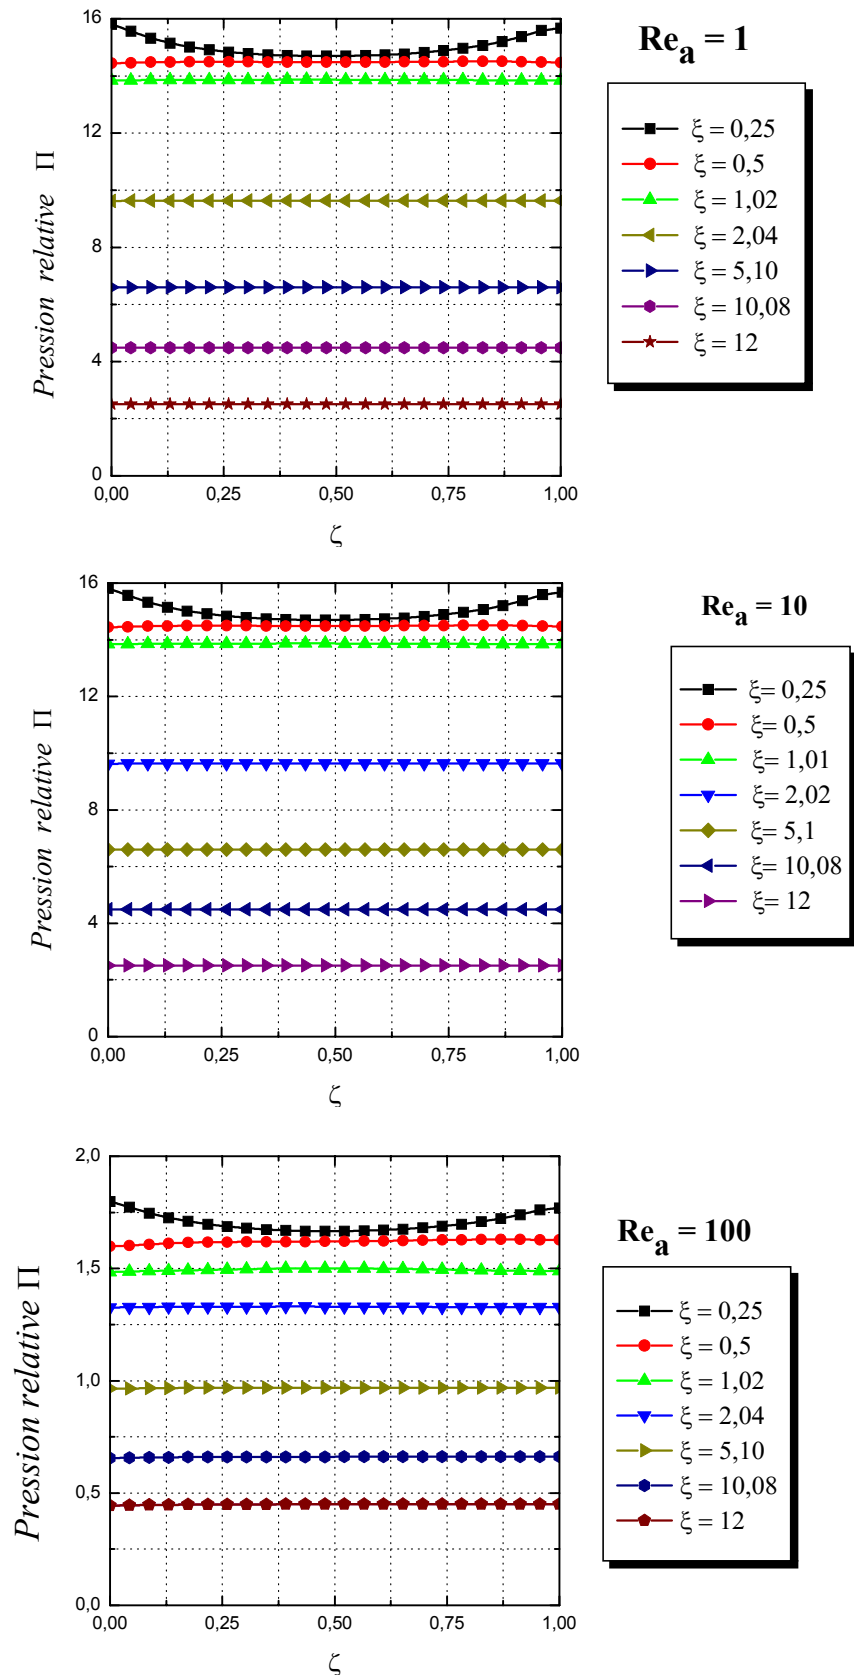 Re_a = 1
16
12
8
4
0
Pression relative Π
0,00 0,25 0,50 0,75 1,00
ζ
ξ = 0,25
ξ = 0,5
ξ = 1,02
ξ = 2,04
ξ = 5,10
ξ = 10,08
ξ = 12
Re_a = 10
16
12
8
4
0
Pression relative Π
0,00 0,25 0,50 0,75 1,00
ζ
ξ= 0,25
ξ= 0,5
ξ= 1,01
ξ= 2,02
ξ= 5,1
ξ= 10,08
ξ= 12
Re_a = 100
2,0
1,5
1,0
0,5
0,0
Pression relative Π
0,00 0,25 0,50 0,75 1,00
ζ
ξ = 0,25
ξ = 0,5
ξ = 1,02
ξ = 2,04
ξ = 5,10
ξ = 10,08
ξ = 12